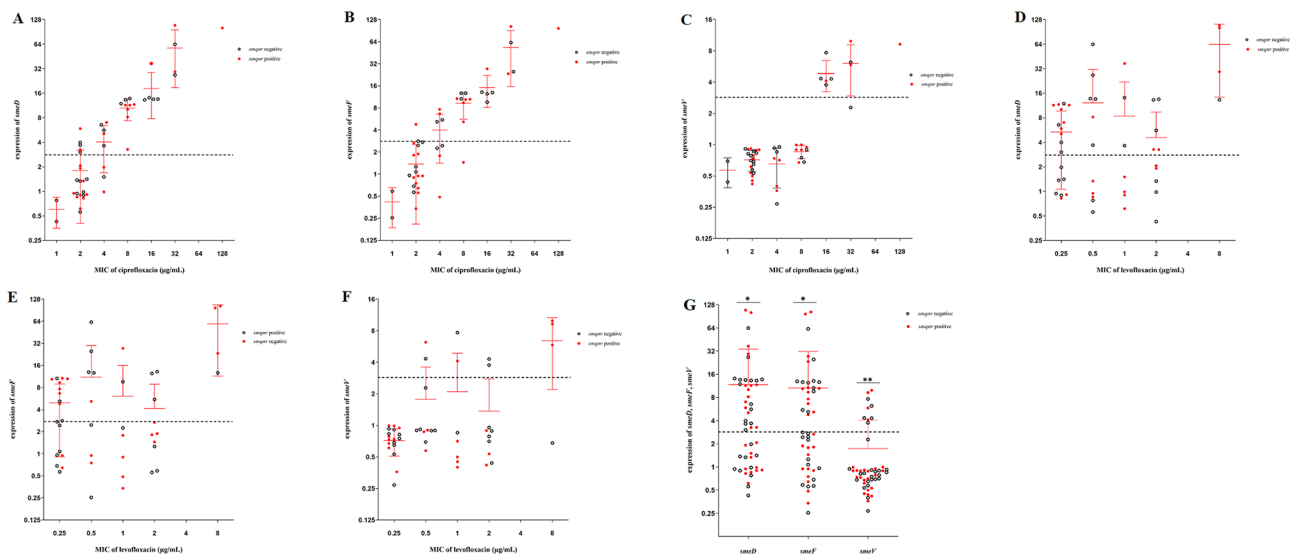 A
expression of smeD
128
64
32
16
8
4
2
1
0.5
0.25
1 2 4 8 16 32 64 128
MIC of ciprofloxacin (μg/mL)
smqnr negative
smqnr positive
B
expression of smeF
128
64
32
16
8
4
2
1
0.5
0.25
0.125
1 2 4 8 16 32 64 128
MIC of ciprofloxacin (μg/mL)
smqnr negative
smqnr positive
C
expression of smeV
16
8
4
2
1
0.5
0.25
0.125
1 2 4 8 16 32 64 128
MIC of ciprofloxacin (μg/mL)
smqnr negative
smqnr positive
D
expression of smeD
128
64
32
16
8
4
2
1
0.5
0.25
0.25 0.5 1 2 4 8
MIC of levofloxacin (μg/mL)
smqnr negative
smqnr positive
E
expression of smeF
128
64
32
16
8
4
2
1
0.5
0.25
0.125
0.25 0.5 1 2 4 8
MIC of levofloxacin (μg/mL)
smqnr positive
smqnr negative
F
expression of smeV
16
8
4
2
1
0.5
0.25
0.125
0.25 0.5 1 2 4 8
MIC of levofloxacin (μg/mL)
smqnr positive
smqnr negative
G
expression of smeD, smeF, smeV
128
64
32
16
8
4
2
1
0.5
0.25
* * **
smeD smeF smeV
smqnr negative
smqnr positive